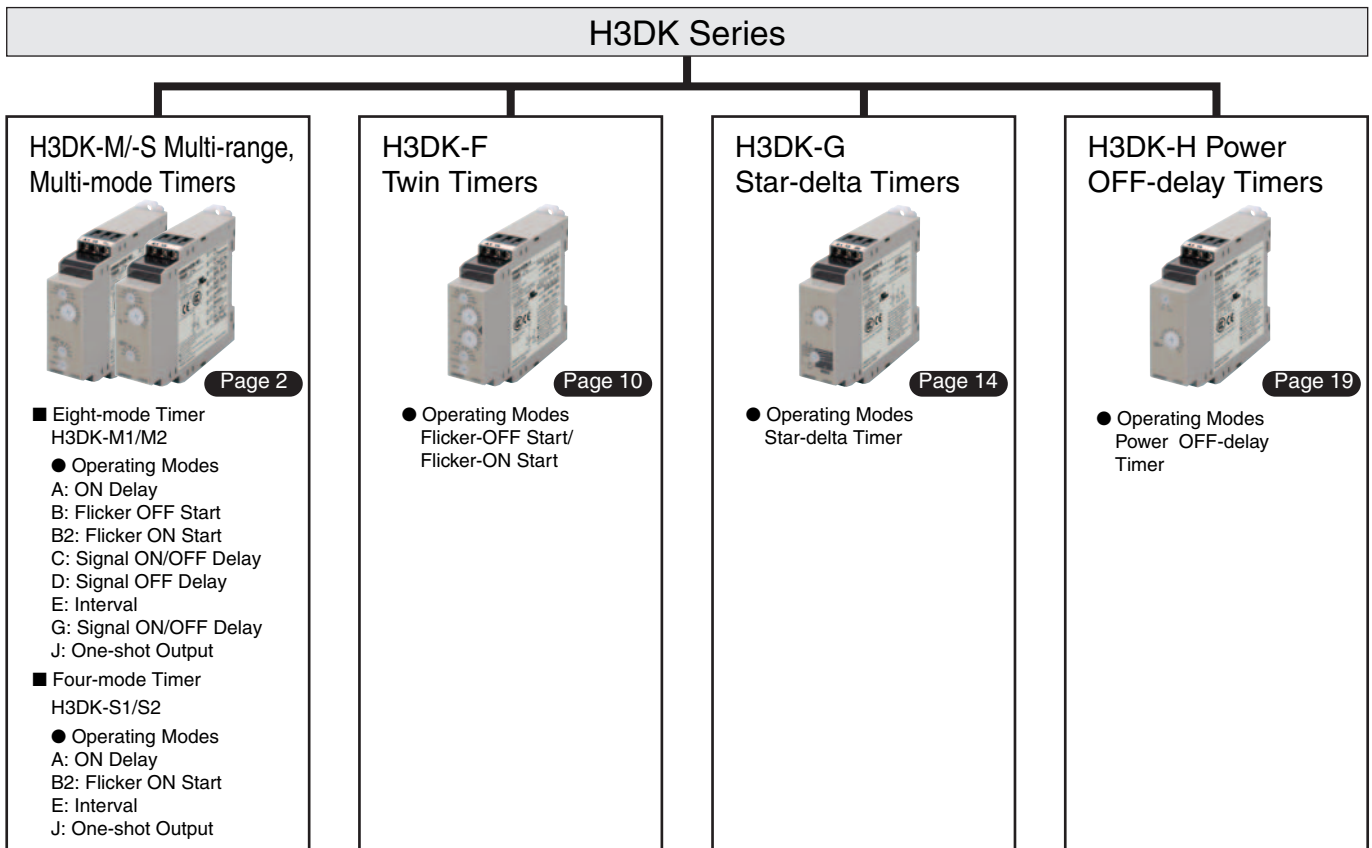 H3DK Series
H3DK-M/-S Multi-range,
Multi-mode Timers
Page 2
■ Eight-mode Timer
H3DK-M1/M2
● Operating Modes
A: ON Delay
B: Flicker OFF Start
B2: Flicker ON Start
C: Signal ON/OFF Delay
D: Signal OFF Delay
E: Interval
G: Signal ON/OFF Delay
J: One-shot Output
■ Four-mode Timer
H3DK-S1/S2
● Operating Modes
A: ON Delay
B2: Flicker ON Start
E: Interval
J: One-shot Output
H3DK-F
Twin Timers
Page 10
● Operating Modes
Flicker-OFF Start/
Flicker-ON Start
H3DK-G
Star-delta Timers
Page 14
● Operating Modes
Star-delta Timer
H3DK-H Power
OFF-delay Timers
Page 19
● Operating Modes
Power OFF-delay
Timer